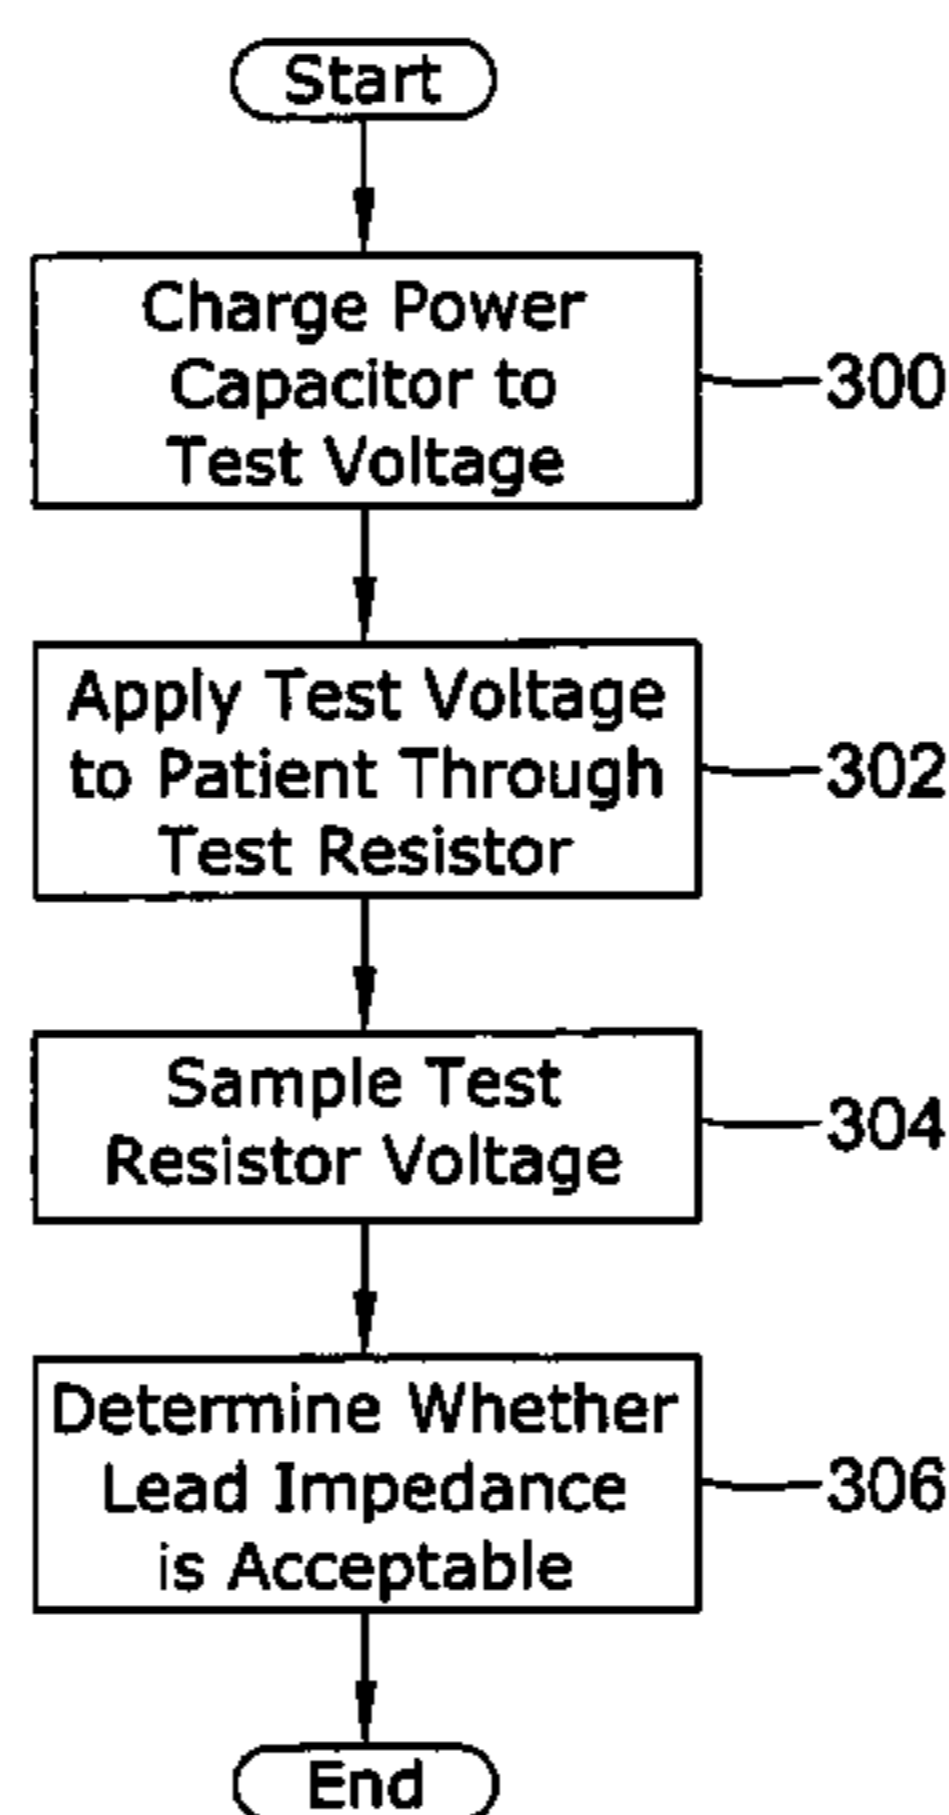 Start
Charge Power
Capacitor to
Test Voltage
300
Apply Test Voltage
to Patient Through
Test Resistor
302
Sample Test
Resistor Voltage
304
Determine Whether
Lead Impedance
is Acceptable
306
End